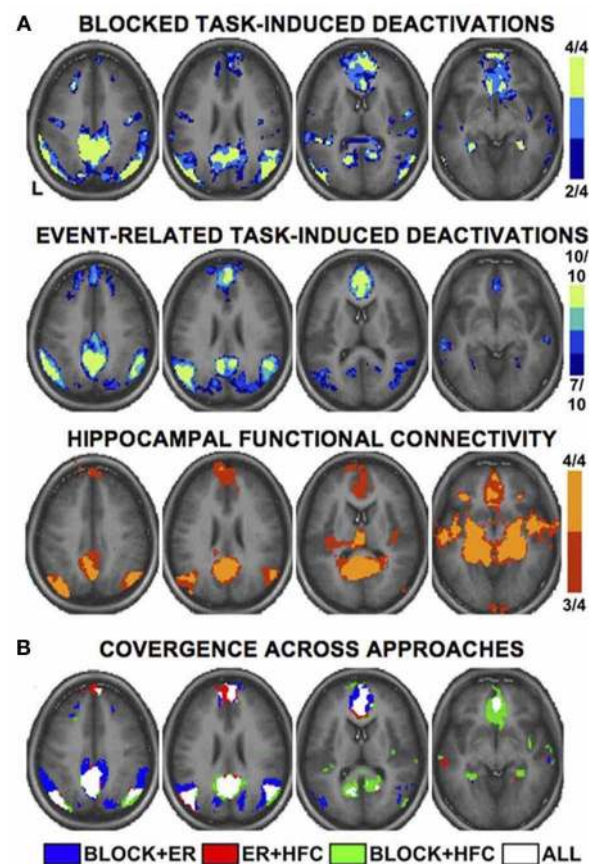 A BLOCKED TASK-INDUCED DEACTIVATIONS
4/4
L
2/4
EVENT-RELATED TASK-INDUCED DEACTIVATIONS
10/
10
7/
10
HIPPOCAMPAL FUNCTIONAL CONNECTIVITY
4/4
3/4
B COVERGENCE ACROSS APPROACHES
BLOCK+ER ER+HFC BLOCK+HFC ALL